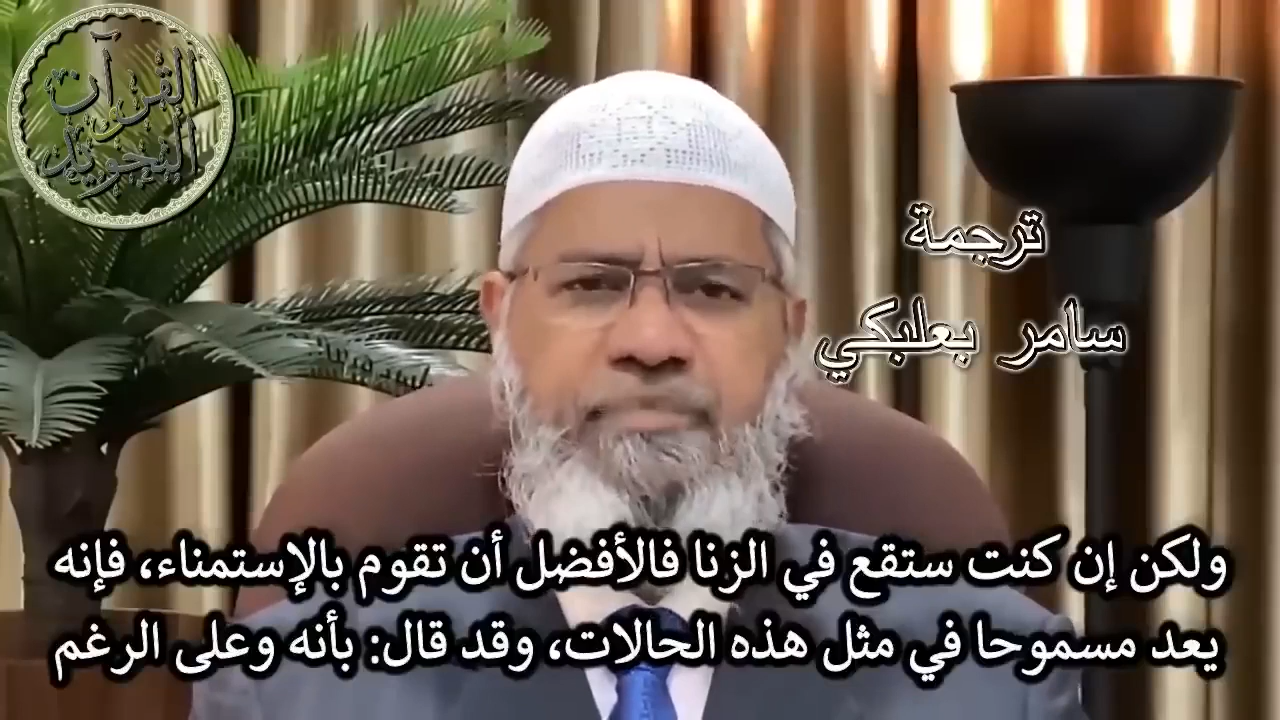 القرآن
و
التجويد
ترجمة
سامر بعلبكي
ولكن إن كنت ستقع في الزنا فالأفضل أن تقوم بالإستمناء، فإنه
يعد مسموحا في مثل هذه الحالات، وقد قال: بأنه وعلى الرغم